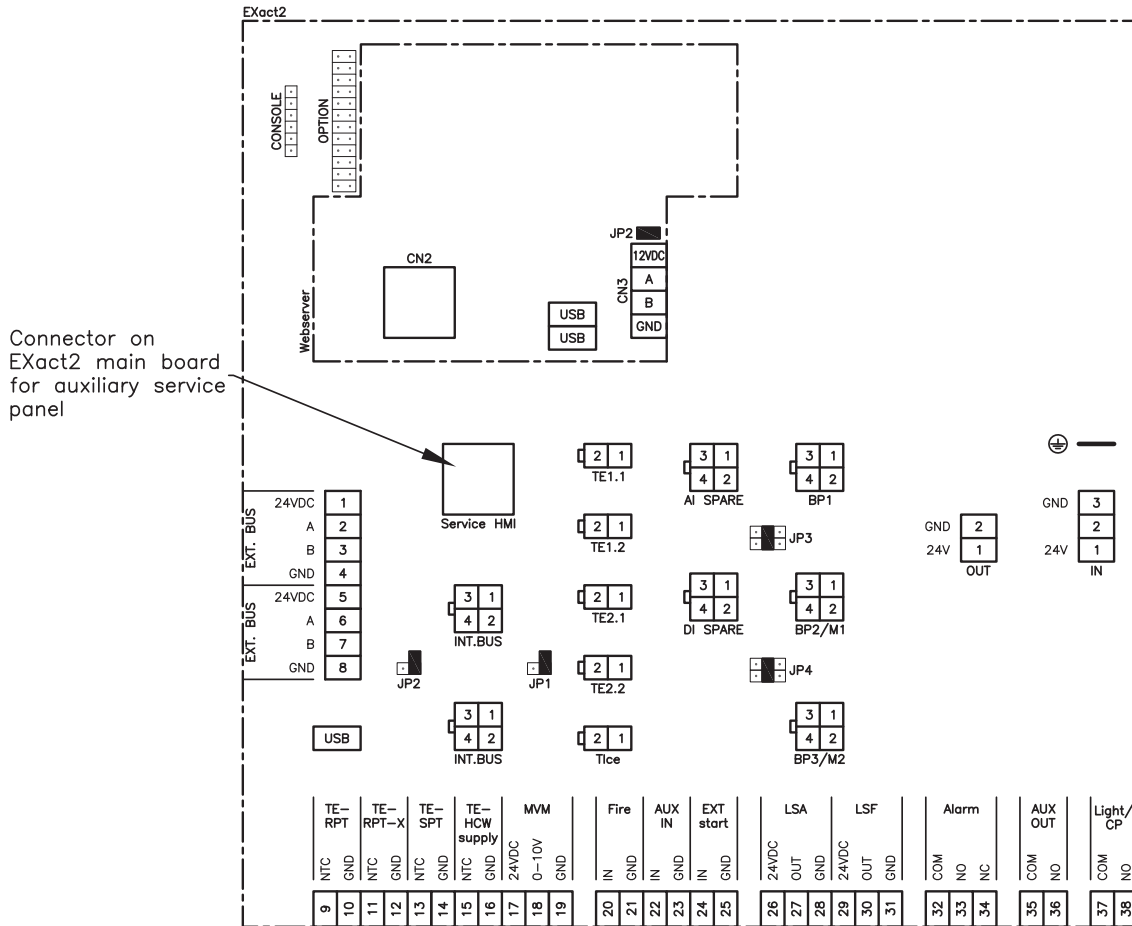 EXact2
CONSOLE
OPTION
JP2
12VDC
A
B
GND
CN3
CN2
USB
USB
Webserver
Connector on
EXact2 main board
for auxiliary service
panel
Service HMI
2 1
TE1.1
3 1
4 2
AI SPARE
3 1
4 2
BP1
GND 3
2
24V 1
IN
GND 2
24V 1
OUT
EXT. BUS
24VDC 1
A 2
B 3
GND 4
EXT. BUS
24VDC 5
A 6
B 7
GND 8
2 1
TE1.2
JP3
3 1
4 2
INT.BUS
2 1
TE2.1
3 1
4 2
DI SPARE
3 1
4 2
BP2/M1
JP2
JP1
2 1
TE2.2
JP4
USB
3 1
4 2
INT.BUS
2 1
TIce
3 1
4 2
BP3/M2
TE-
RPT
TE-
RPT-X
TE-
SPT
TE-
HCW
supply
MVM
Fire
AUX
IN
EXT
start
LSA
LSF
Alarm
AUX
OUT
Light/
CP
NTC GND NTC GND NTC GND NTC GND 24VDC 0-10V GND IN GND IN GND IN GND 24VDC OUT GND 24VDC OUT GND COM NO NC COM NO COM NO
9 10 11 12 13 14 15 16 17 18 19 20 21 22 23 24 25 26 27 28 29 30 31 32 33 34 35 36 37 38